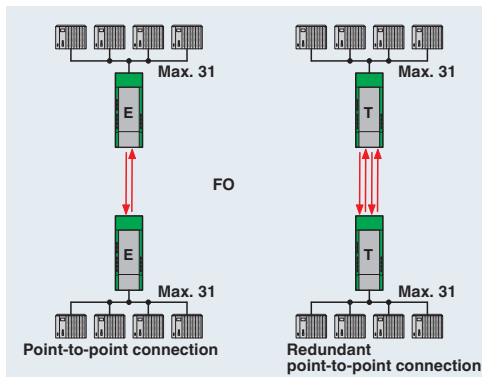 Max. 31
Max. 31
E
T
FO
E
T
Max. 31
Max. 31
Point-to-point connection
Redundant
point-to-point connection